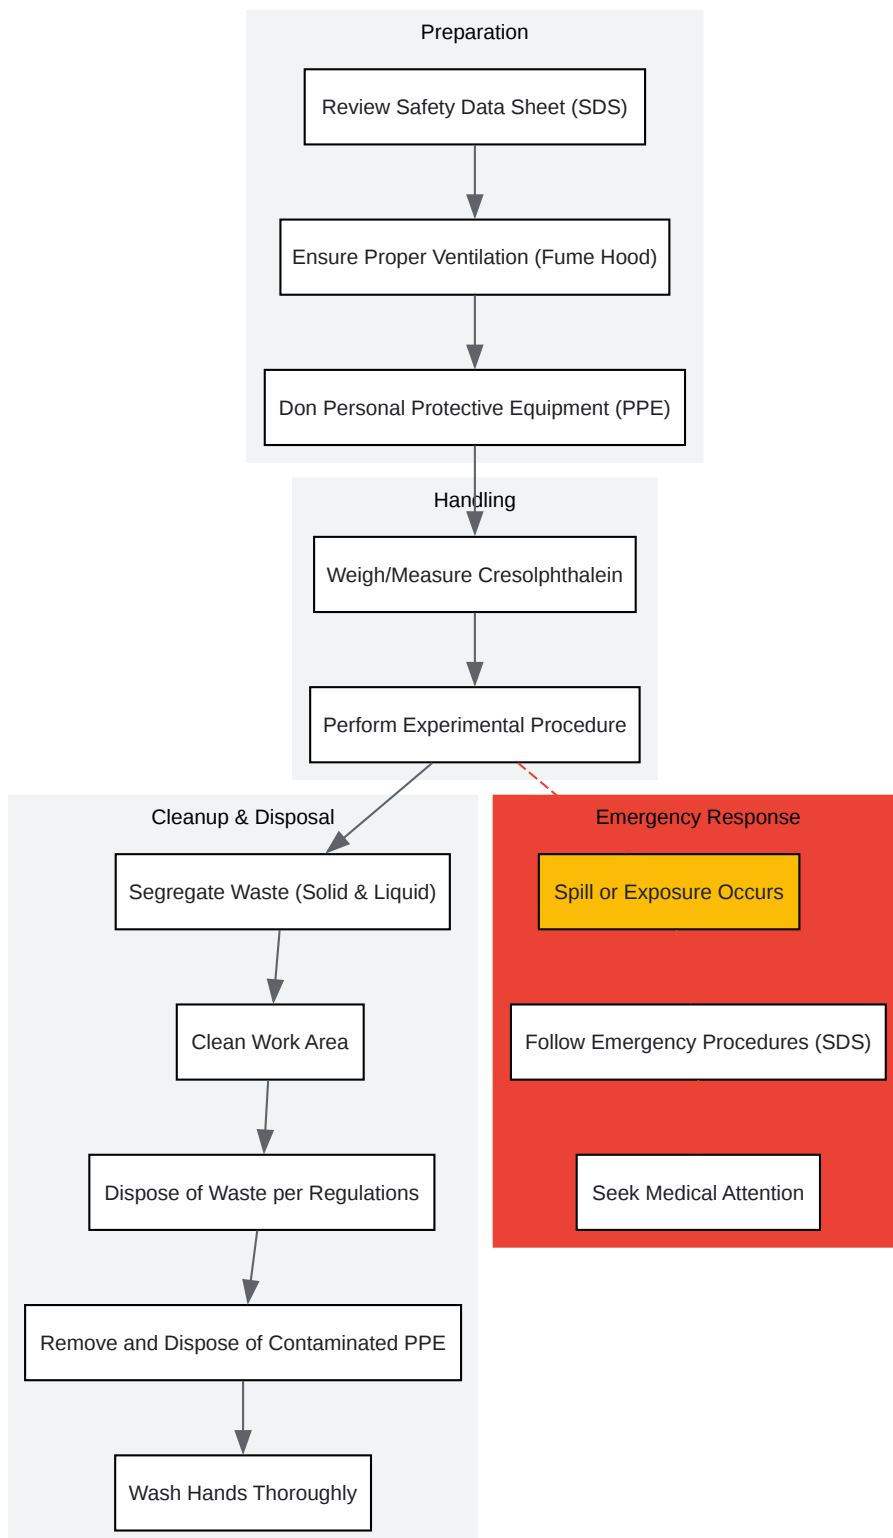 Preparation
Review Safety Data Sheet (SDS)
Ensure Proper Ventilation (Fume Hood)
Don Personal Protective Equipment (PPE)
Handling
Weigh/Measure Cresolphthalein
Perform Experimental Procedure
Cleanup & Disposal
Segregate Waste (Solid & Liquid)
Clean Work Area
Dispose of Waste per Regulations
Remove and Dispose of Contaminated PPE
Wash Hands Thoroughly
Emergency Response
Spill or Exposure Occurs
Follow Emergency Procedures (SDS)
Seek Medical Attention